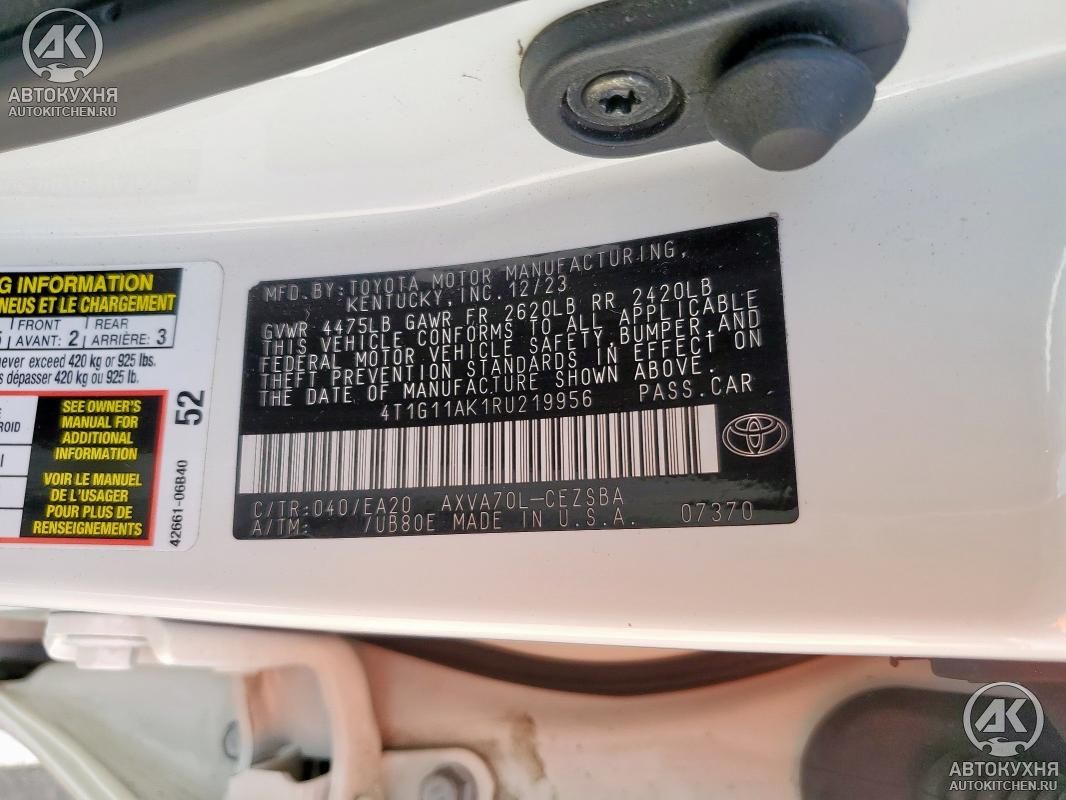 АВТОКУХНЯ
AUTOKITCHEN.RU
G INFORMATION
NEUS ET LE CHARGEMENT
FRONT REAR
AVANT: 2 ARRIÈRE: 3
never exceed 420 kg or 925 lbs.
s dépasser 420 kg ou 925 lb.
SEE OWNER'S
MANUAL FOR
ADDITIONAL
INFORMATION
VOIR LE MANUEL
DE L'USAGER
POUR PLUS DE
RENSEIGNEMENTS
ROID
52
42661-06B40
MFD. BY: TOYOTA MOTOR MANUFACTURING,
KENTUCKY, INC. 12/23
GVWR 4475LB GAWR FR 2620LB RR 2420LB
THIS VEHICLE CONFORMS TO ALL APPLICABLE
FEDERAL MOTOR VEHICLE SAFETY, BUMPER, AND
THEFT PREVENTION STANDARDS IN EFFECT ON
THE DATE OF MANUFACTURE SHOWN ABOVE.
4T1G11AK1RU219956 PASS. CAR
C/TR: 040/EA20 AXVA70L-CEZSBA
A/TM: /UB80E MADE IN U.S.A. 07370
АВТОКУХНЯ
AUTOKITCHEN.RU